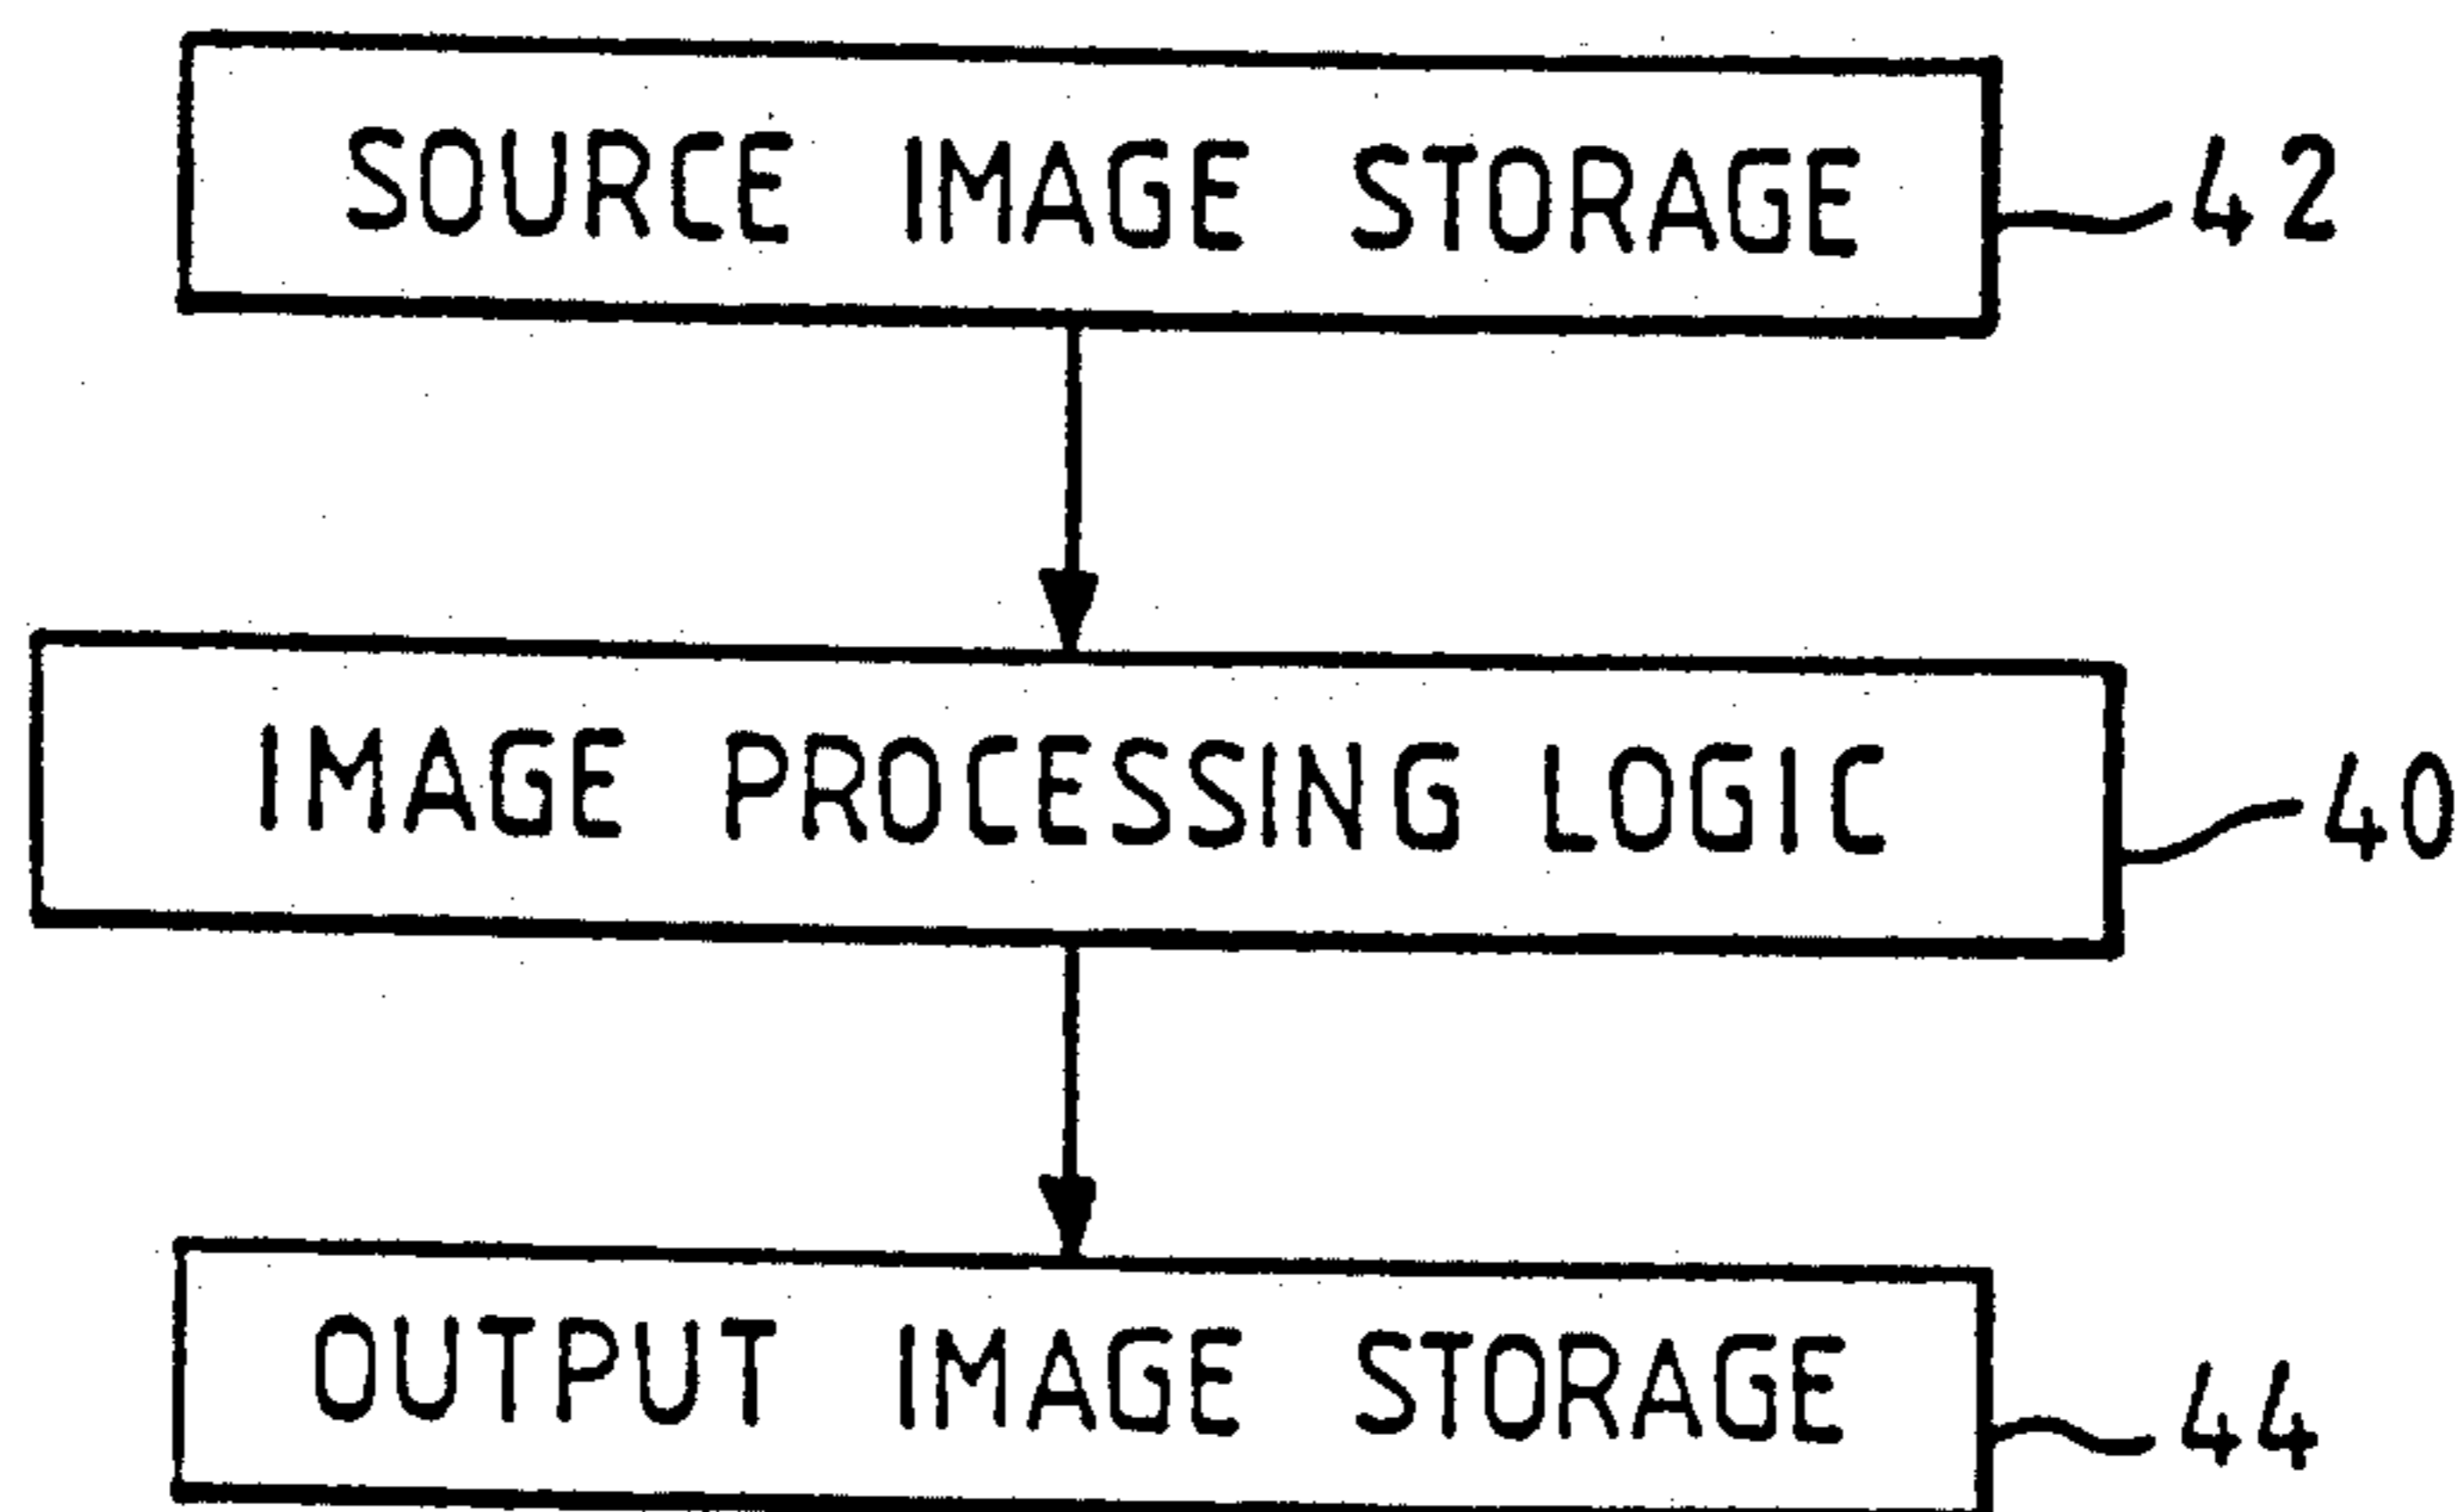 SOURCE IMAGE STORAGE 42
IMAGE PROCESSING LOGIC 40
OUTPUT IMAGE STORAGE 44